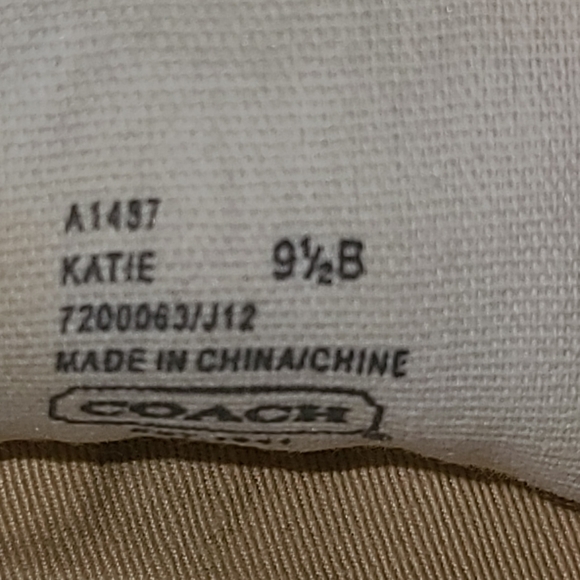 A1437
KATIE 9½B
7200063/J12
MADE IN CHINA/CHINE
COACH